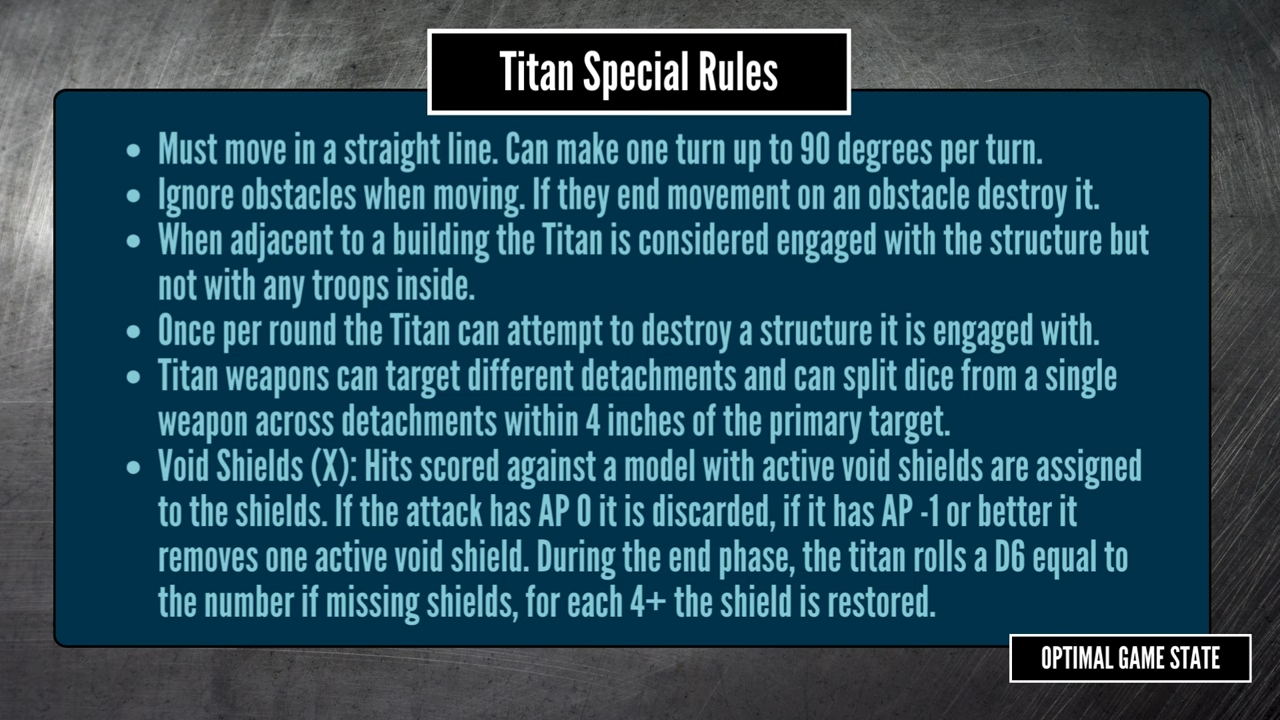 Titan Special Rules
• Must move in a straight line. Can make one turn up to 90 degrees per turn.
• Ignore obstacles when moving. If they end movement on an obstacle destroy it.
• When adjacent to a building the Titan is considered engaged with the structure but
not with any troops inside.
• Once per round the Titan can attempt to destroy a structure it is engaged with.
• Titan weapons can target different detachments and can split dice from a single
weapon across detachments within 4 inches of the primary target.
• Void Shields (X): Hits scored against a model with active void shields are assigned
to the shields. If the attack has AP 0 it is discarded, if it has AP -1 or better it
removes one active void shield. During the end phase, the titan rolls a D6 equal to
the number if missing shields, for each 4+ the shield is restored.
OPTIMAL GAME STATE